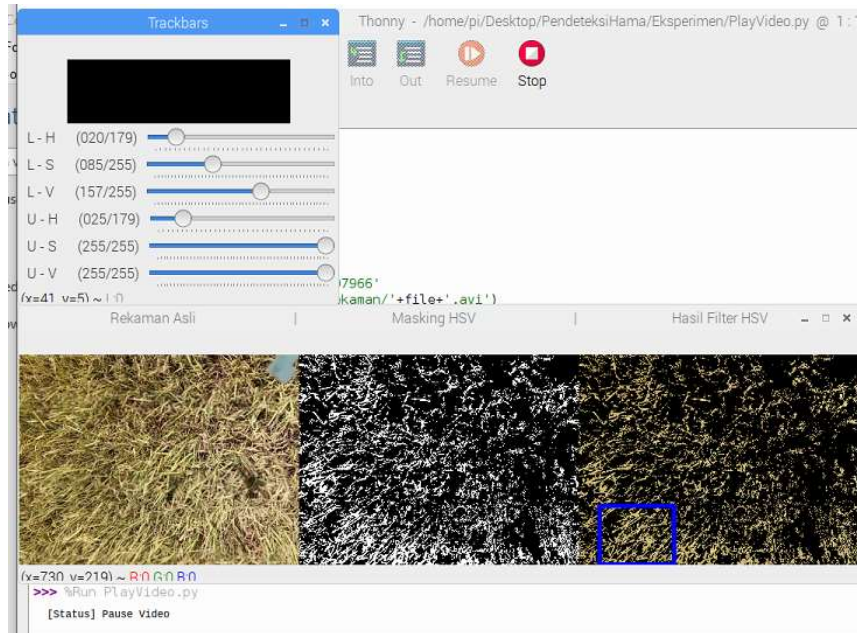 Trackbars
Thonny - /home/pi/Desktop/PendeteksiHama/Eksperimen/PlayVideo.py @ 1 :
Into Out Resume Stop
L - H (020/179)
L - S (085/255)
L - V (157/255)
U - H (025/179)
U - S (255/255)
U - V (255/255)
(x=41, y=5) ~ L:0
07966'
kaman/'+file+'.avi')
Rekaman Asli | Masking HSV | Hasil Filter HSV
(x=730, y=219) ~ R:0 G:0 B:0
>>> %Run PlayVideo.py
[Status] Pause Video